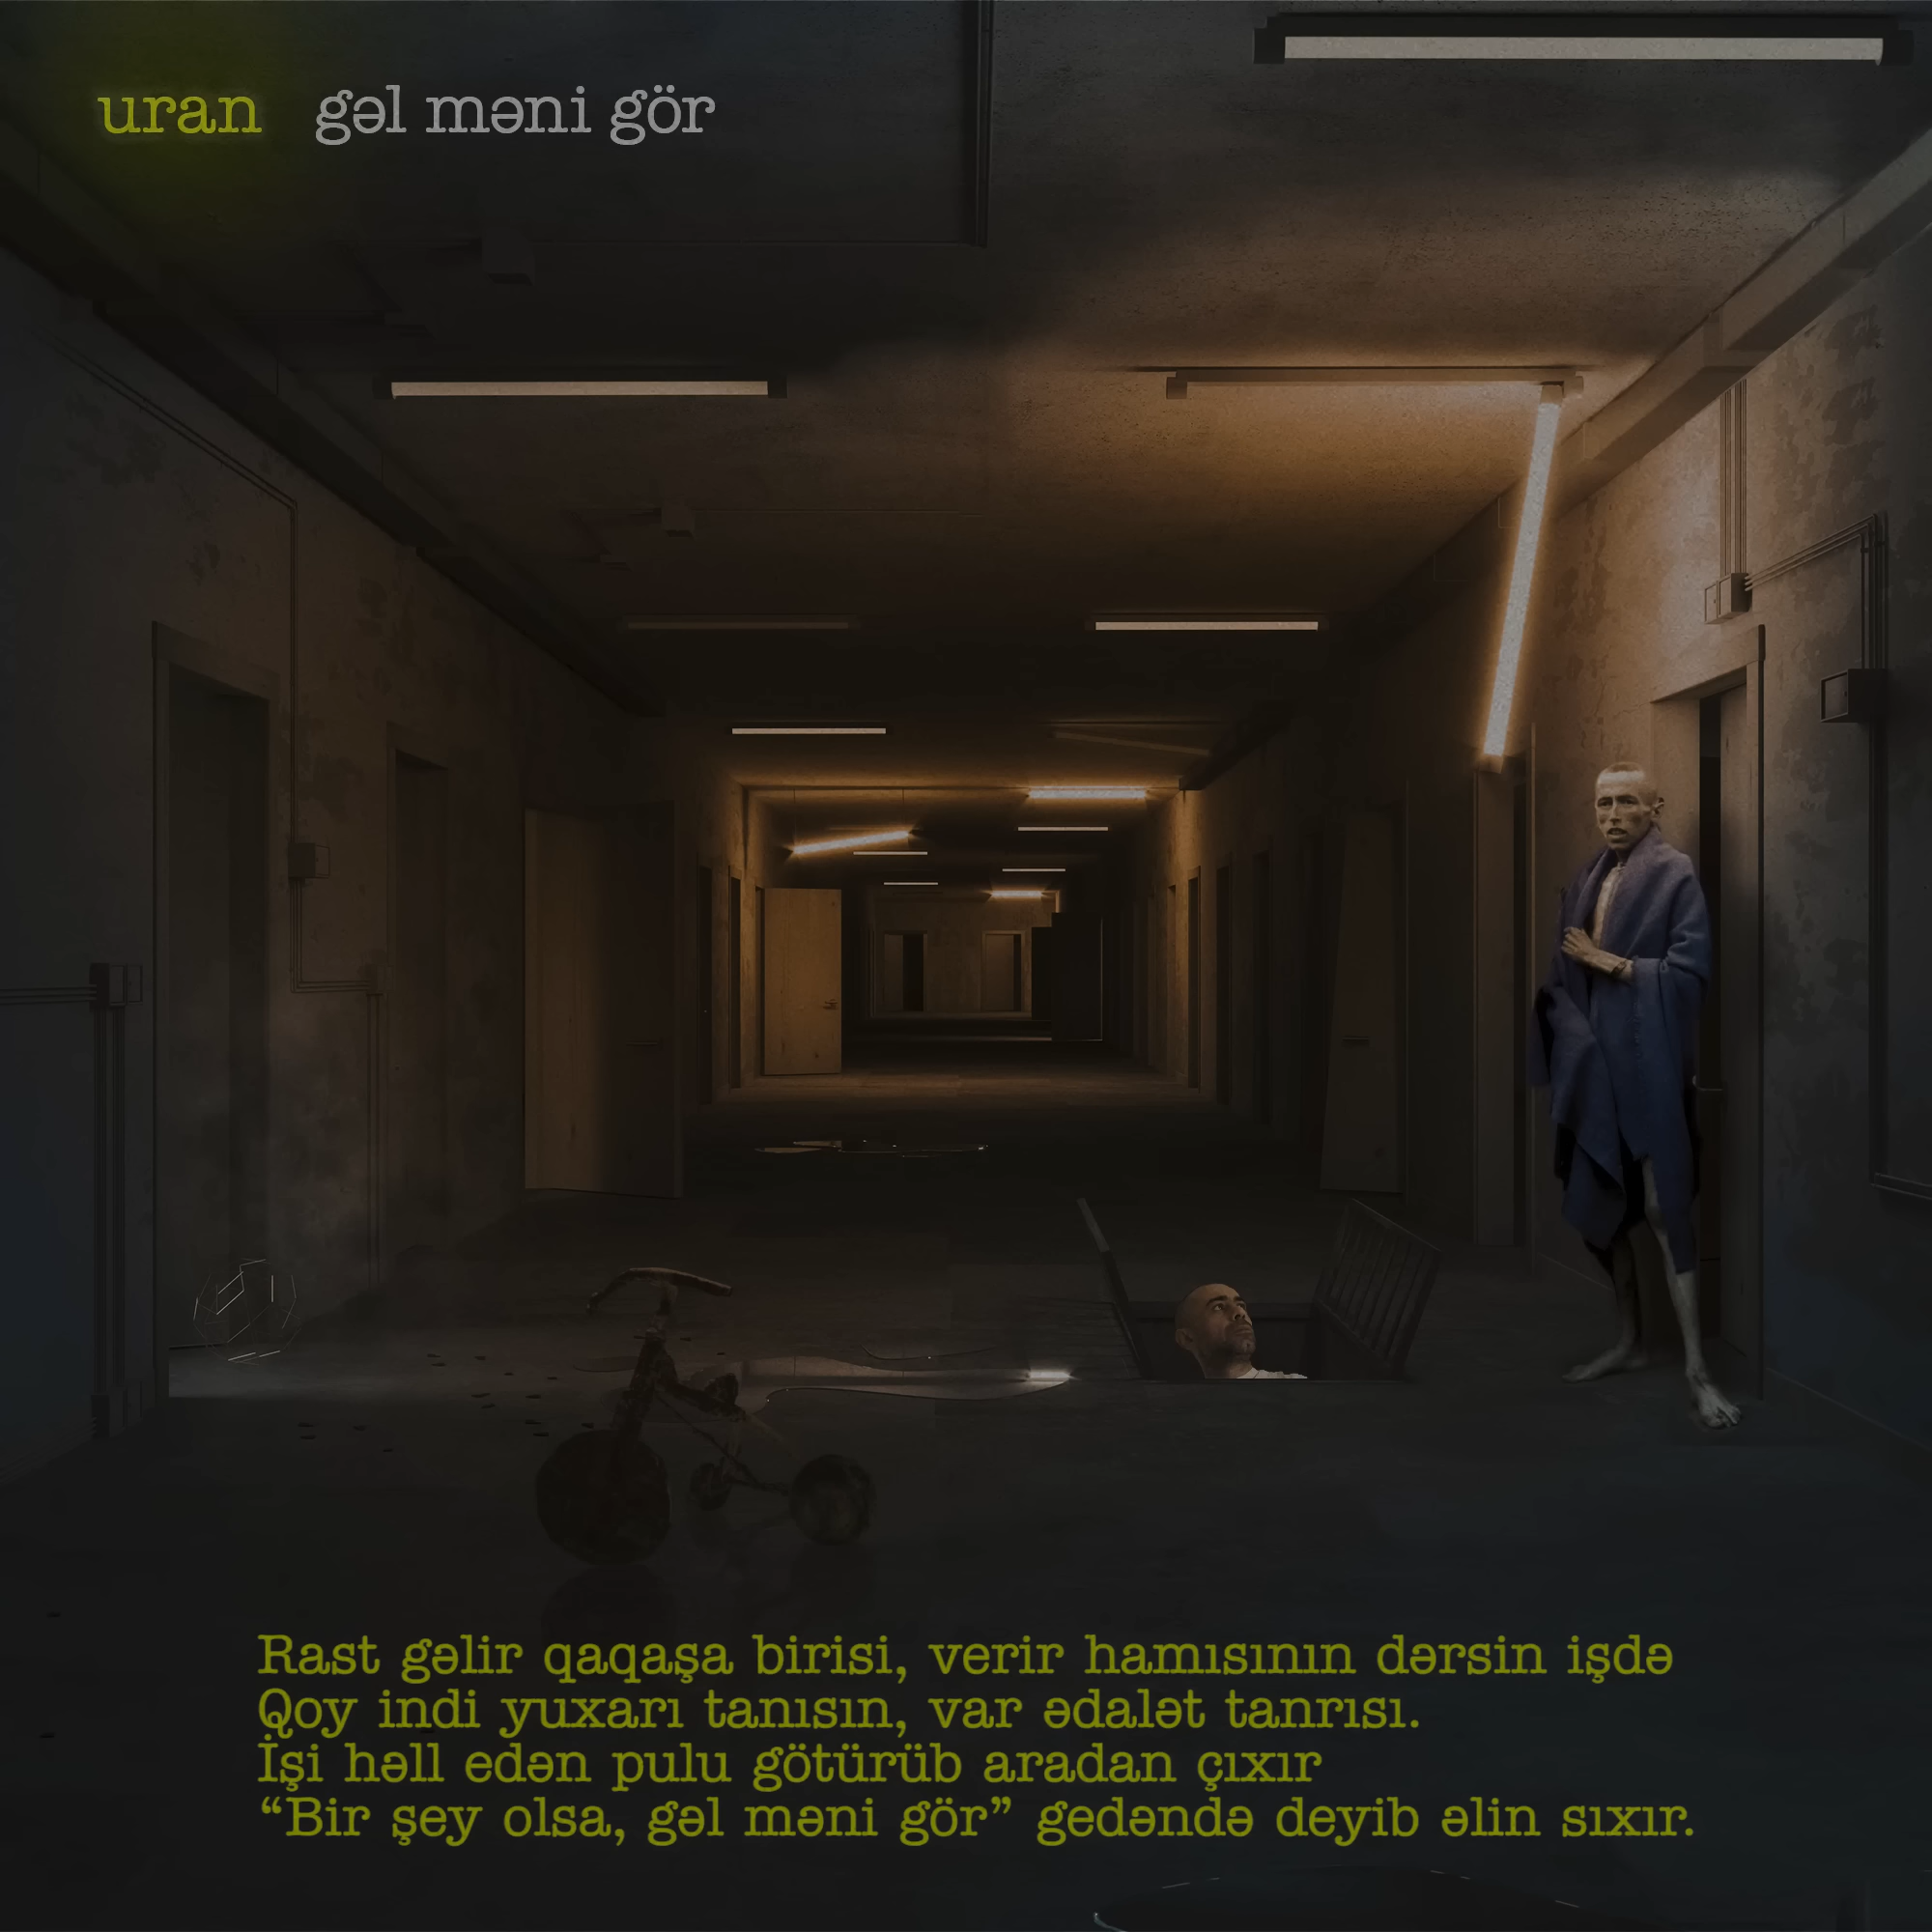 uran gəl məni gör
Rast gəlir qaqaşa birisi, verir hamısının dərsin işdə
Qoy indi yuxarı tanısın, var ədalət tanrısı.
İşi həll edən pulu götürüb aradan çıxır
“Bir şey olsa, gəl məni gör” gedəndə deyib əlin sıxır.